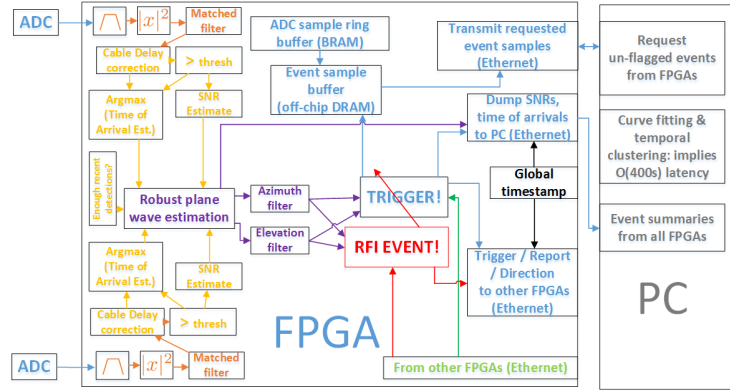 ADC
|x|²
Matched
filter
Cable Delay
correction
> thresh
Argmax
(Time of
Arrival Est.)
SNR
Estimate
Enough recent
detections?
Robust plane
wave estimation
Argmax
(Time of
Arrival Est.)
SNR
Estimate
Cable Delay
correction
> thresh
ADC
|x|²
Matched
filter
ADC sample ring
buffer (BRAM)
Event sample
buffer
(off-chip DRAM)
Azimuth
filter
Elevation
filter
TRIGGER!
RFI EVENT!
FPGA
From other FPGAs (Ethernet)
Transmit requested
event samples
(Ethernet)
Dump SNRs,
time of arrivals
to PC (Ethernet)
Global
timestamp
Trigger / Report
/ Direction
to other FPGAs
(Ethernet)
Request
un-flagged events
from FPGAs
Curve fitting &
temporal
clustering: implies
O(400s) latency
Event summaries
from all FPGAs
PC